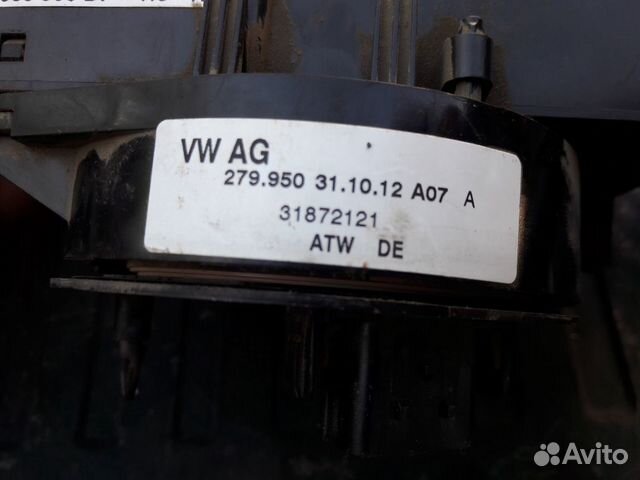 VW AG
279.950 31.10.12 A07 A
31872121
ATW DE
Avito